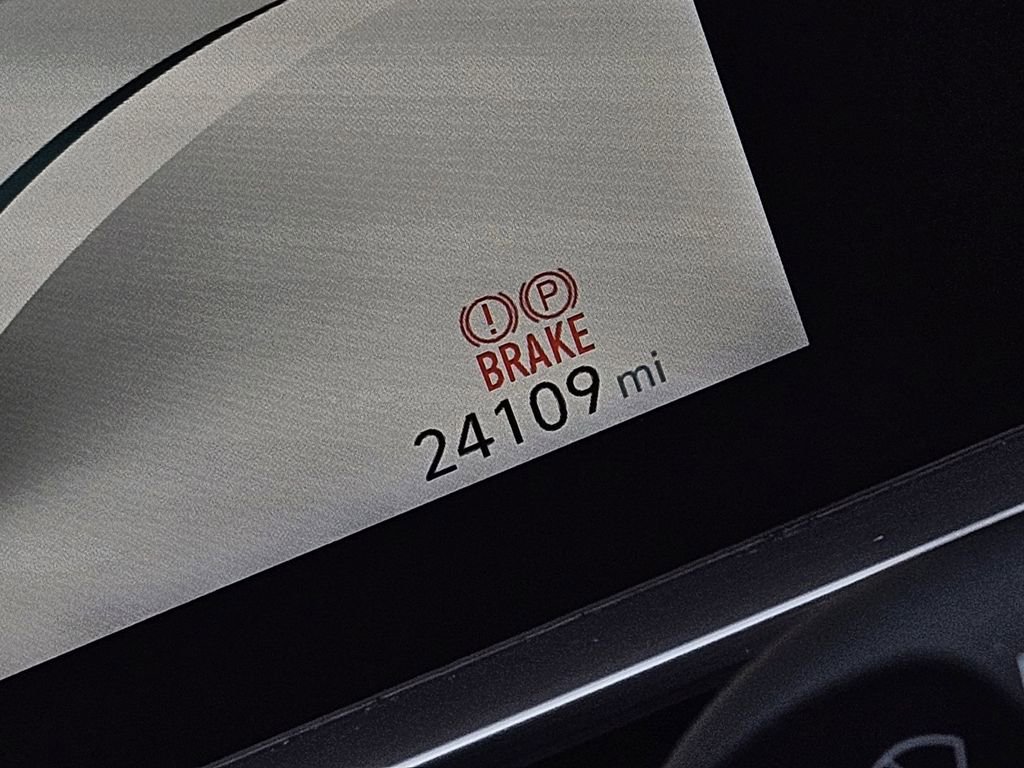 (!) (P)
BRAKE
24109 mi